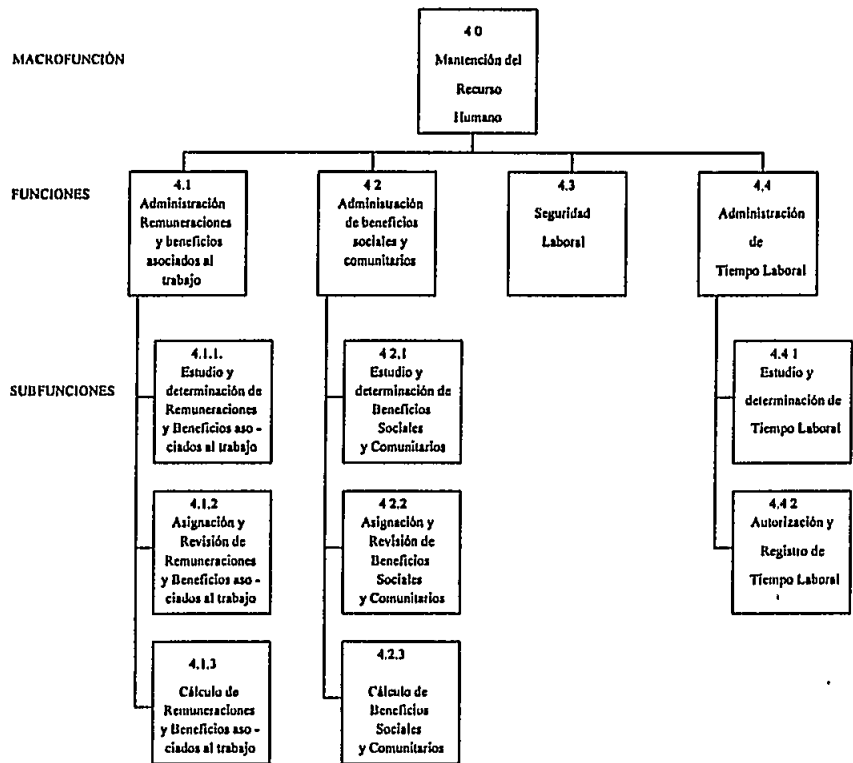 MACROFUNCIÓN
4 0
Mantención del
Recurso
Humano
FUNCIONES
4.1
Administración
Remuneraciones
y beneficios
asociados al
trabajo
4 2
Administración
de beneficios
sociales y
comunitarios
4.3
Seguridad
Laboral
4.4
Administración
de
Tiempo Laboral
SUBFUNCIONES
4.1.1.
Estudio y
determinación de
Remuneraciones
y Beneficios aso -
ciados al trabajo
4 2.1
Estudio y
determinación de
Beneficios
Sociales
y Comunitarios
4.4 1
Estudio y
determinación de
Tiempo Laboral
4.1.2
Asignación y
Revisión de
Remuneraciones
y Beneficios aso -
ciados al trabajo
4 2.2
Asignación y
Revisión de
Beneficios
Sociales
y Comunitarios
4.4 2
Autorización y
Registro de
Tiempo Laboral
4.1.3
Cálculo de
Remuneraciones
y Beneficios aso -
ciados al trabajo
4.2.3
Cálculo de
Beneficios
Sociales
y Comunitarios